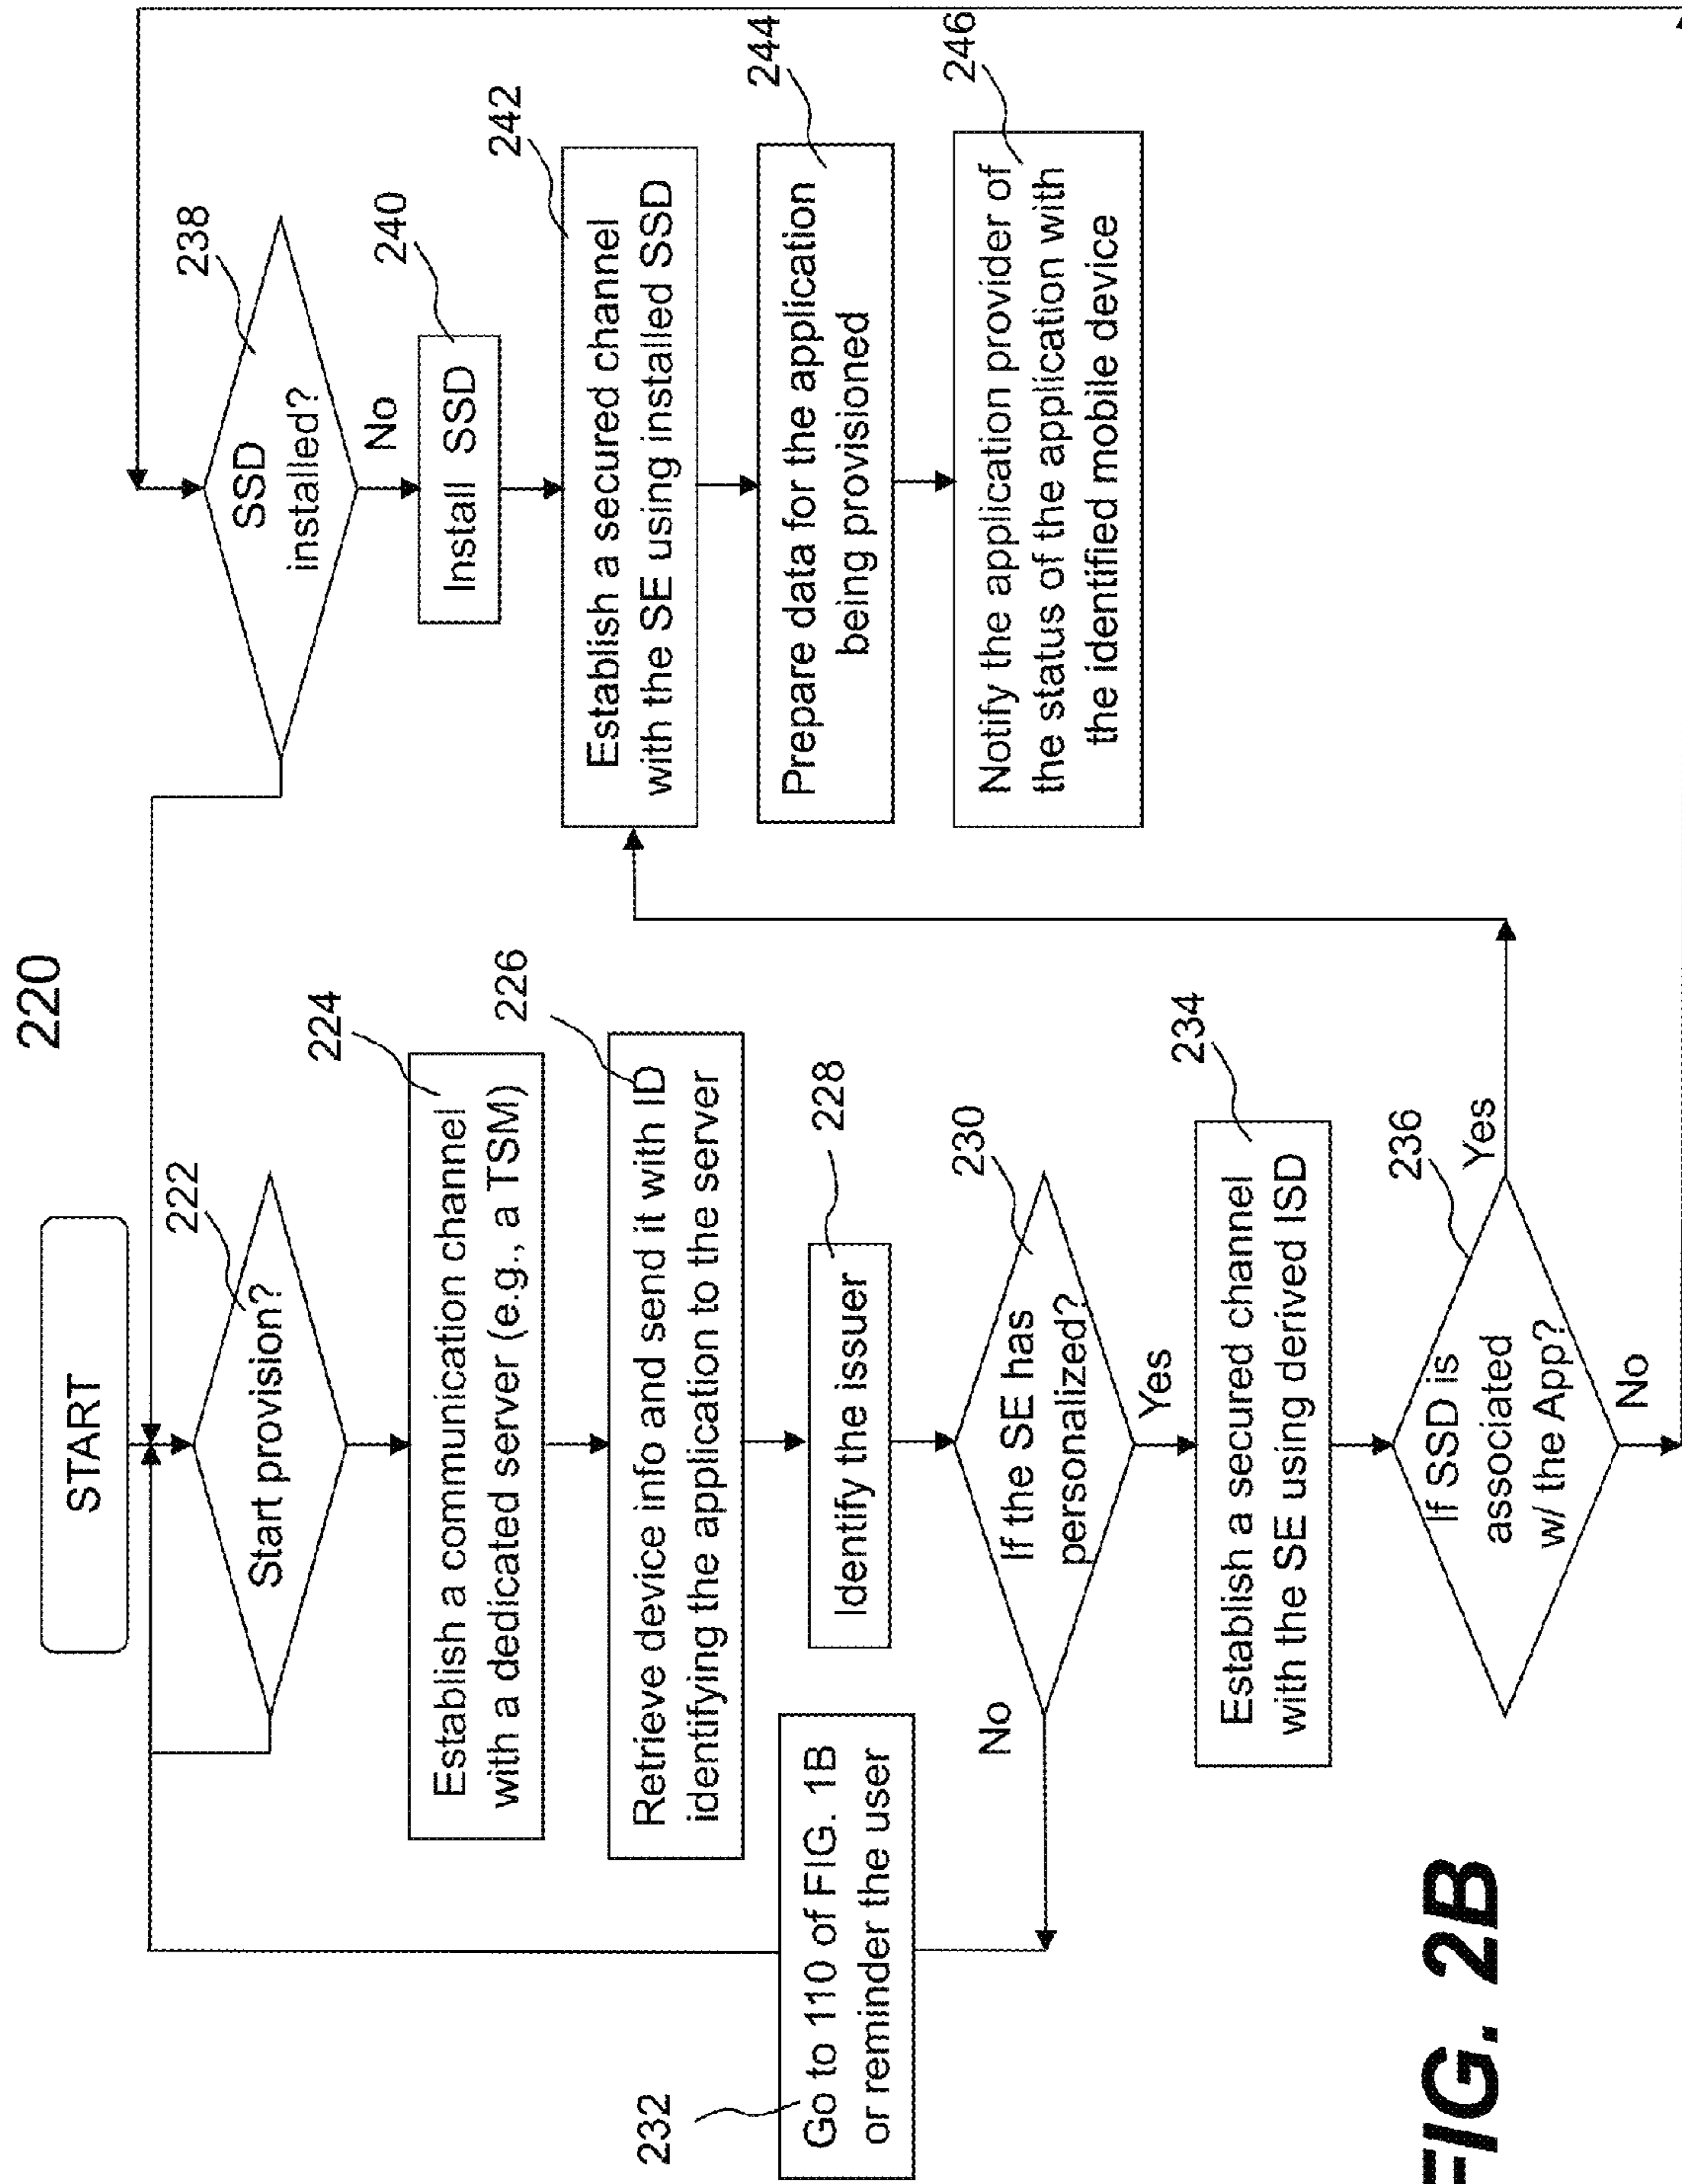 220
START
222
Start provision?
224
Establish a communication channel
with a dedicated server (e.g., a TSM)
226
Retrieve device info and send it with ID
identifying the application to the server
228
Identify the issuer
230
If the SE has
personalized?
No
Yes
232
Go to 110 of FIG. 1B
or reminder the user
234
Establish a secured channel
with the SE using derived ISD
236
If SSD is
associated
w/ the App?
Yes
No
238
SSD
installed?
No
240
Install SSD
242
Establish a secured channel
with the SE using installed SSD
244
Prepare data for the application
being provisioned
246
Notify the application provider of
the status of the application with
the identified mobile device
FIG. 2B